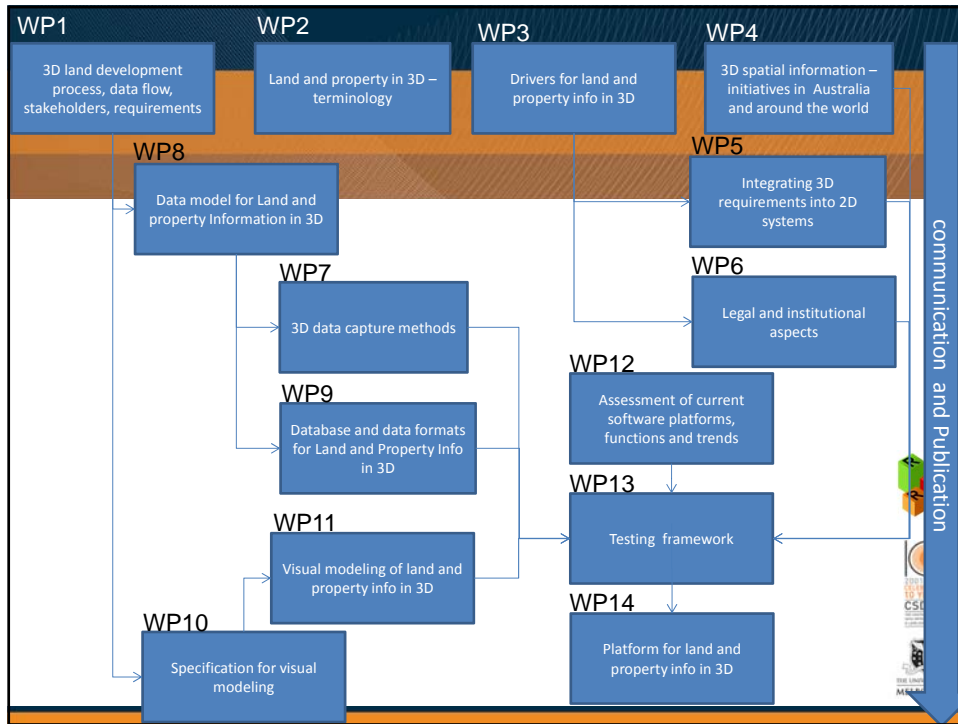 WP1
3D land development
process, data flow,
stakeholders, requirements
WP2
Land and property in 3D –
terminology
WP3
Drivers for land and
property info in 3D
WP4
3D spatial information –
initiatives in Australia
and around the world
WP8
Data model for Land and
property Information in 3D
WP5
Integrating 3D
requirements into 2D
systems
WP7
3D data capture methods
WP6
Legal and institutional
aspects
WP9
Database and data formats
for Land and Property Info
in 3D
WP12
Assessment of current
software platforms,
functions and trends
WP11
Visual modeling of land and
property info in 3D
WP13
Testing framework
WP10
Specification for visual
modeling
WP14
Platform for land and
property info in 3D
communication and Publication
TO
CSD